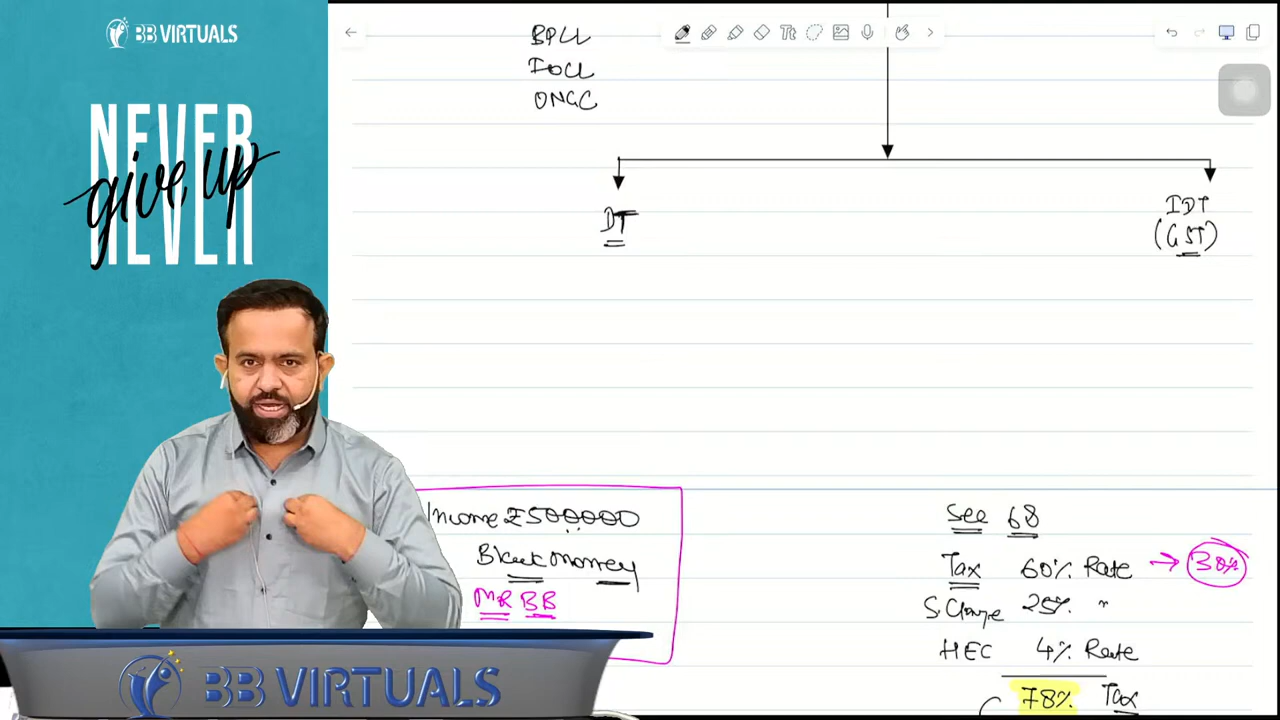 BB VIRTUALS
NEVER
give up
NEVER
BPCL
IOCL
ONGC
DT
IDT
(GST)
Income ₹5000000
Black Money
MR BB
Sec 68
Tax 60% Rate → 30%
S.Charge 25% "
HEC 4% Rate
78% Tax
BB VIRTUALS